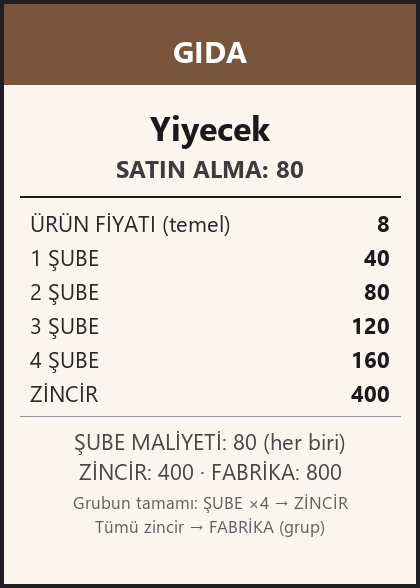 GIDA
Yiyecek
SATIN ALMA: 80
ÜRÜN FİYATI (temel) 8
1 ŞUBE 40
2 ŞUBE 80
3 ŞUBE 120
4 ŞUBE 160
ZİNCİR 400
ŞUBE MALİYETİ: 80 (her biri)
ZİNCİR: 400 · FABRİKA: 800
Grubun tamamı: ŞUBE ×4 → ZİNCİR
Tümü zincir → FABRİKA (grup)